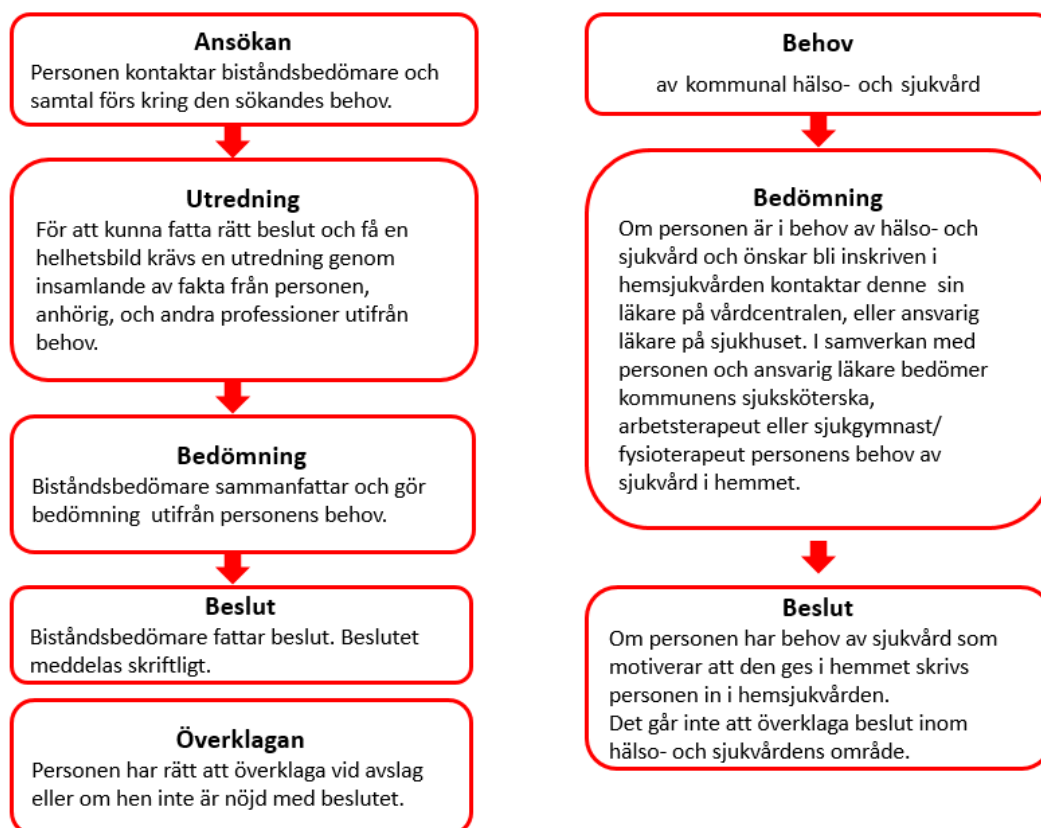 Ansökan
Personen kontaktar biståndsbedömare och
samtal förs kring den sökandes behov.
Utredning
För att kunna fatta rätt beslut och få en
helhetsbild krävs en utredning genom
insamlande av fakta från personen,
anhörig, och andra professioner utifrån
behov.
Bedömning
Biståndsbedömare sammanfattar och gör
bedömning  utifrån personens behov.
Beslut
Biståndsbedömare fattar beslut. Beslutet
meddelas skriftligt.
Överklagan
Personen har rätt att överklaga vid avslag
eller om hen inte är nöjd med beslutet.
Behov
av kommunal hälso- och sjukvård
Bedömning
Om personen är i behov av hälso- och
sjukvård och önskar bli inskriven i
hemsjukvården kontaktar denne  sin
läkare på vårdcentralen, eller ansvarig
läkare på sjukhuset. I samverkan med
personen och ansvarig läkare bedömer
kommunens sjuksköterska,
arbetsterapeut eller sjukgymnast/
fysioterapeut personens behov av
sjukvård i hemmet.
Beslut
Om personen har behov av sjukvård som
motiverar att den ges i hemmet skrivs
personen in i hemsjukvården.
Det går inte att överklaga beslut inom
hälso- och sjukvårdens område.